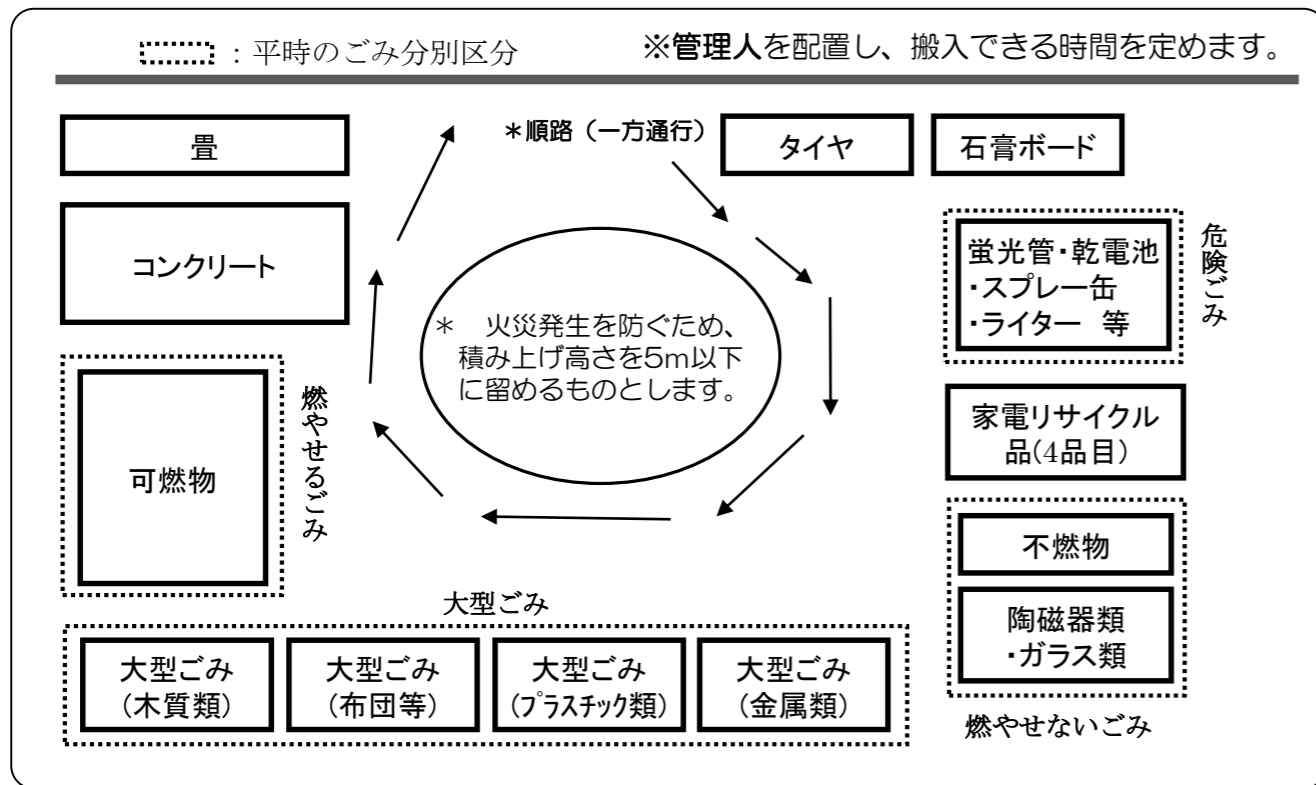 ：平時のごみ分別区分
※管理人を配置し、搬入できる時間を定めます。
畳
＊順路（一方通行）
タイヤ
石膏ボード
コンクリート
蛍光管・乾電池
・スプレー缶
・ライター 等
危険ごみ
＊ 火災発生を防ぐため、
積み上げ高さを5m以下
に留めるものとします。
可燃物
燃やせるごみ
家電リサイクル
品(4品目)
不燃物
陶磁器類
・ガラス類
燃やせないごみ
大型ごみ
大型ごみ
(木質類)
大型ごみ
(布団等)
大型ごみ
(プラスチック類)
大型ごみ
(金属類)